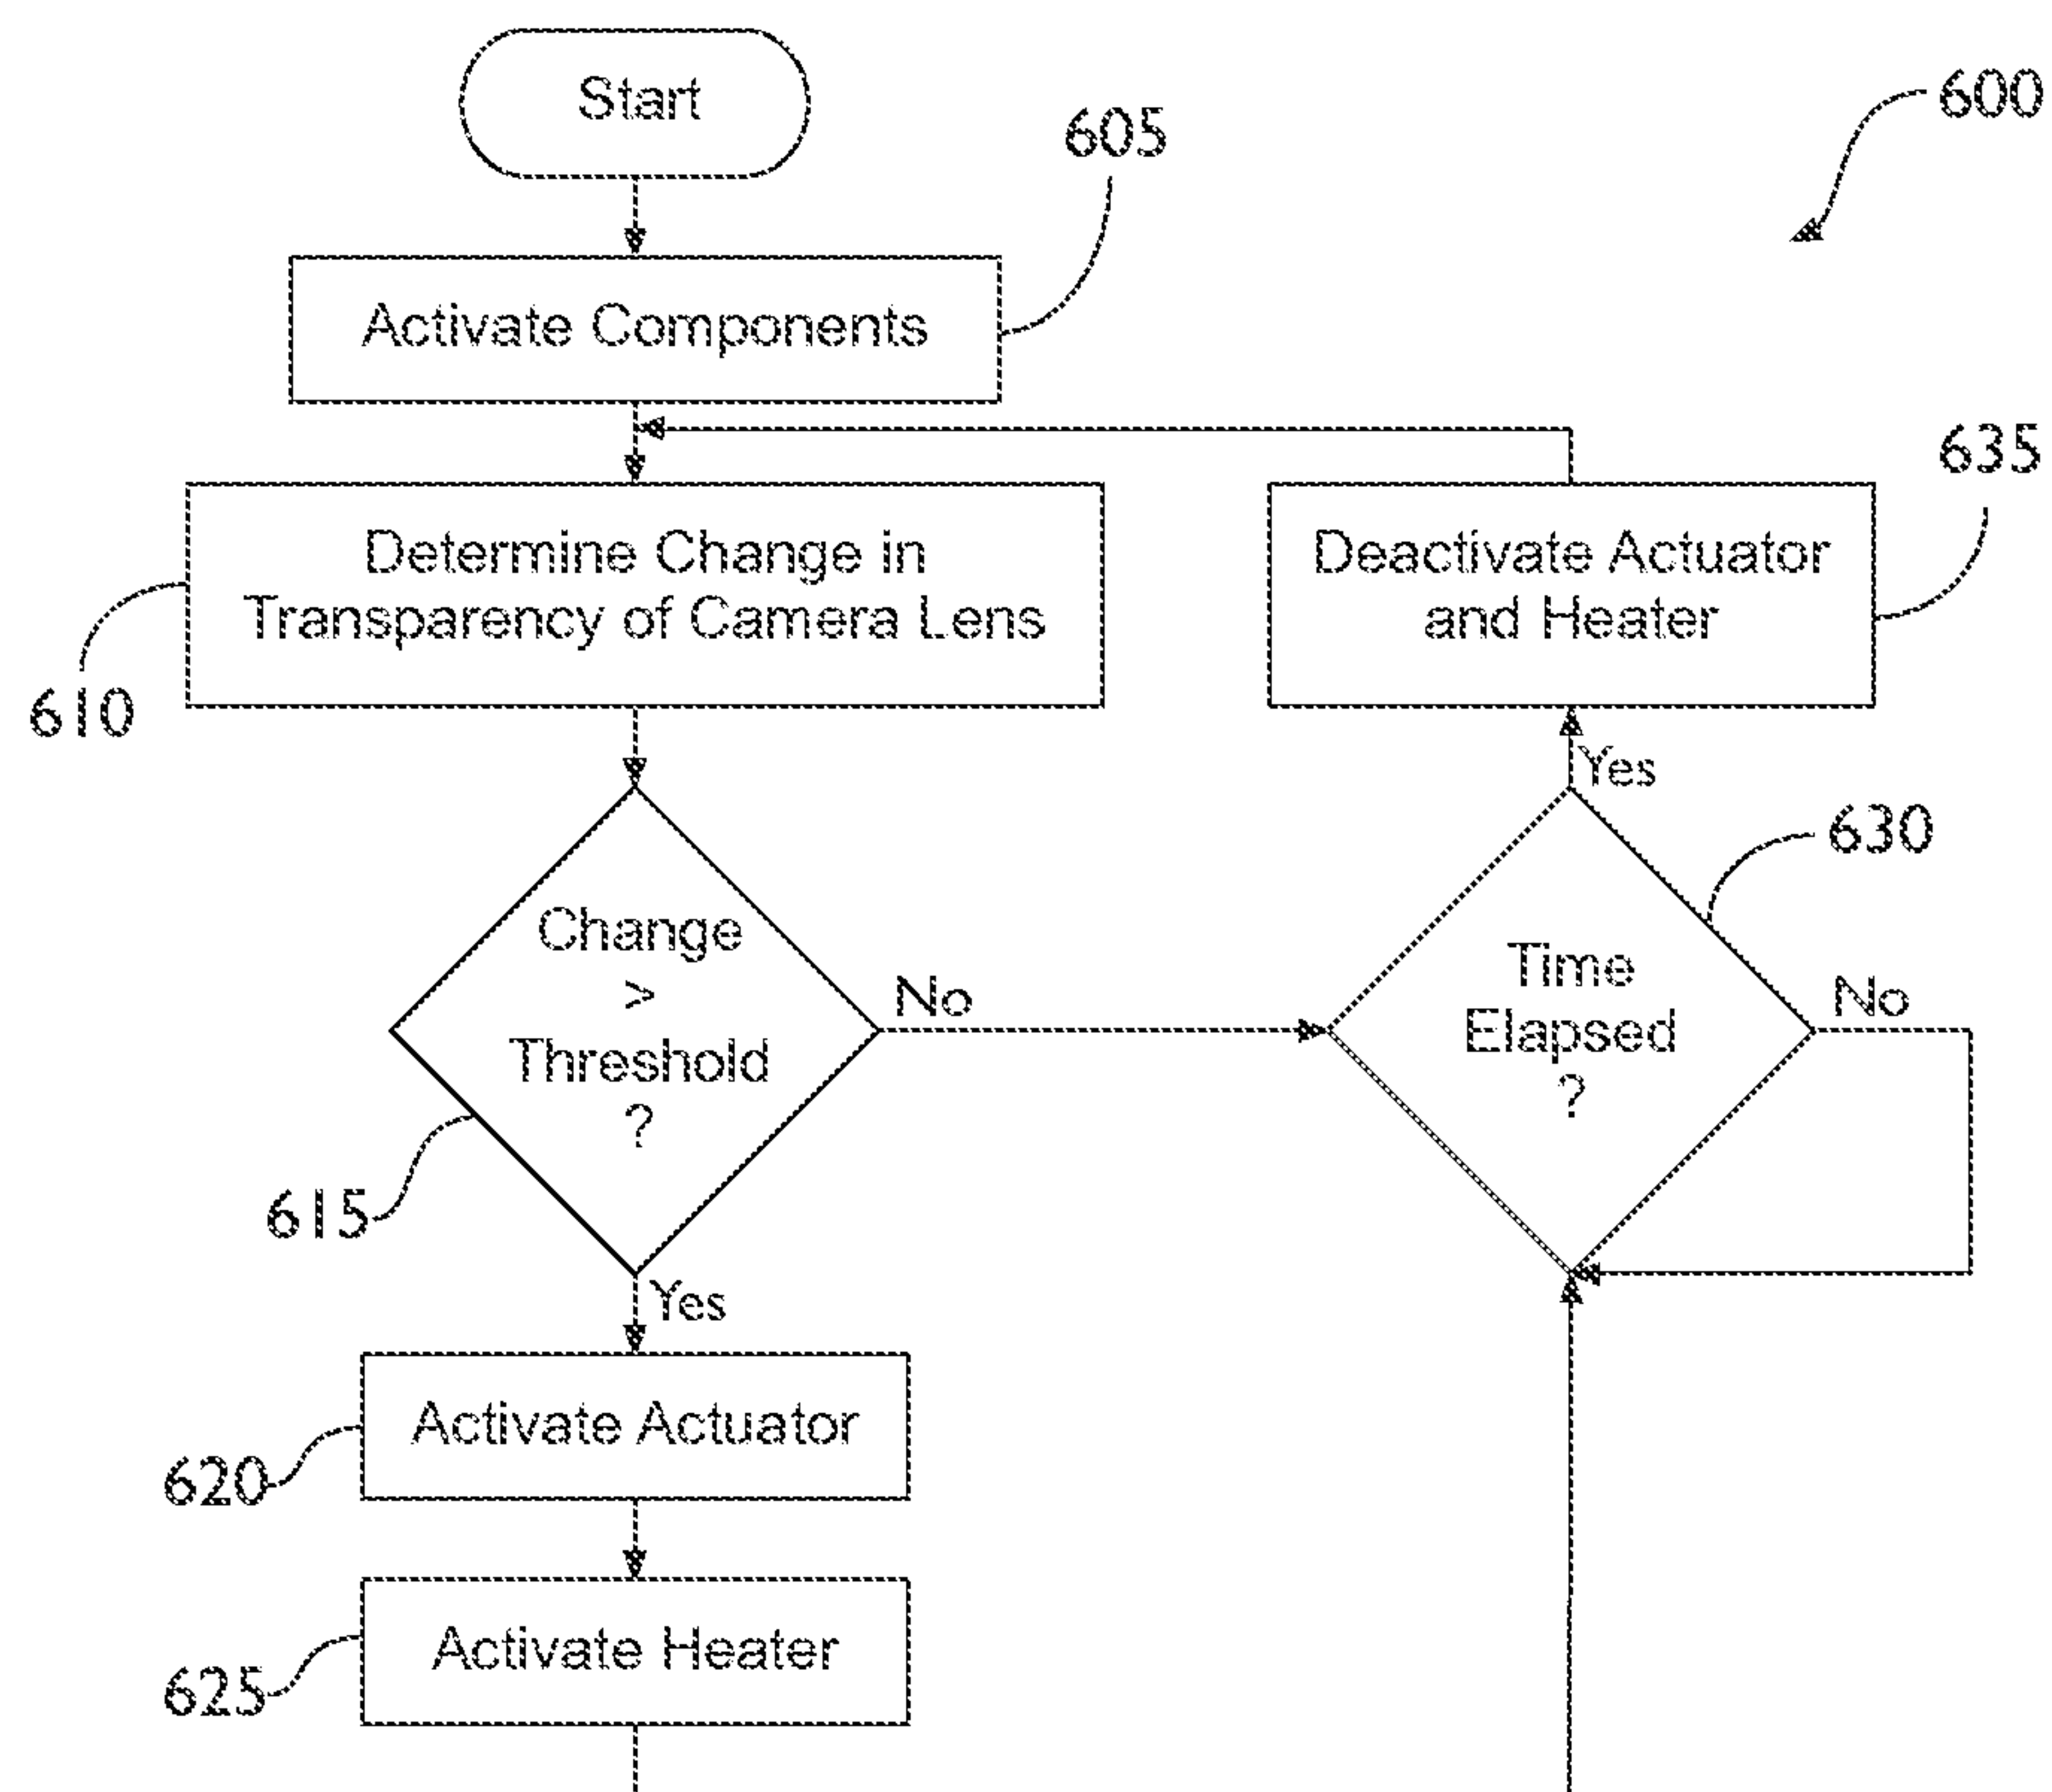 Start
600
605
Activate Components
635
Determine Change in
Transparency of Camera Lens
Deactivate Actuator
and Heater
610
Yes
630
Change
>
Threshold
?
No
Time
Elapsed
?
No
615
Yes
Activate Actuator
620
Activate Heater
625